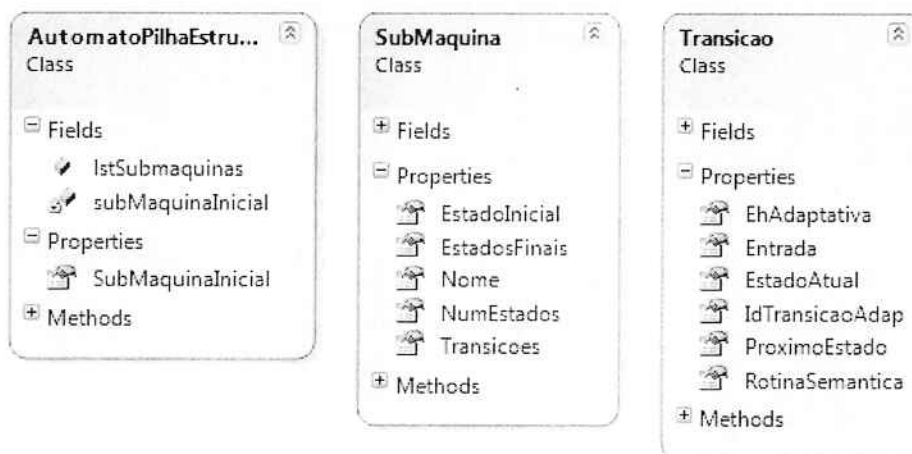 AutomatoPilhaEstru...
Class
Fields
lstSubmaquinas
subMaquinaInicial
Properties
SubMaquinaInicial
Methods
SubMaquina
Class
Fields
Properties
EstadoInicial
EstadosFinais
Nome
NumEstados
Transicoes
Methods
Transicao
Class
Fields
Properties
EhAdaptativa
Entrada
EstadoAtual
IdTransicaoAdap
ProximoEstado
RotinaSemantica
Methods